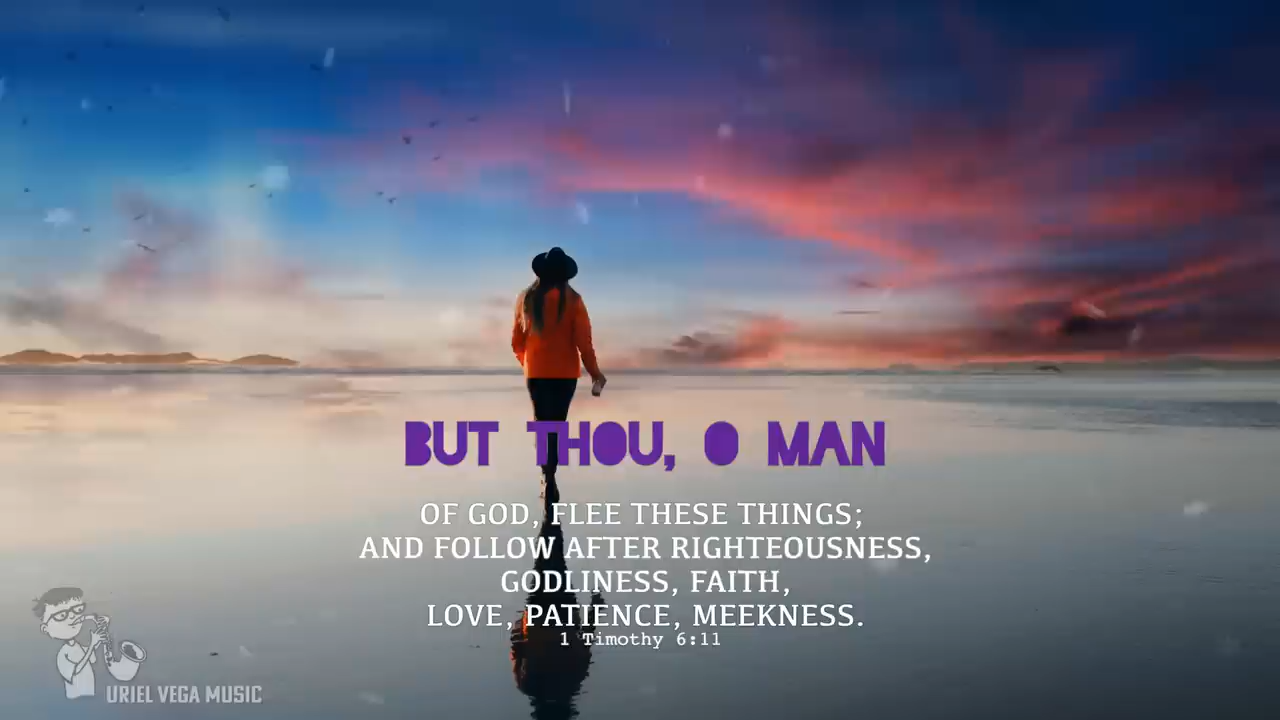 BUT THOU, O MAN
OF GOD, FLEE THESE THINGS;
AND FOLLOW AFTER RIGHTEOUSNESS,
GODLINESS, FAITH,
LOVE, PATIENCE, MEEKNESS.
1 Timothy 6:11
URIEL VEGA MUSIC